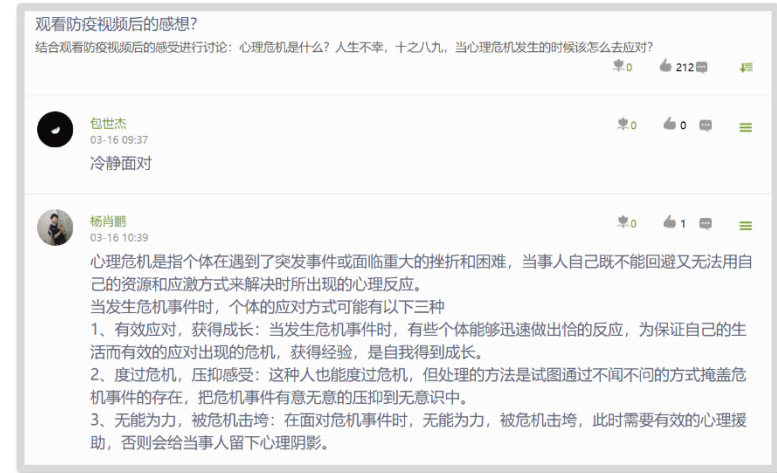 观看防疫视频后的感想?
结合观看防疫视频后的感受进行讨论：心理危机是什么？人生不幸，十之八九，当心理危机发生的时候该怎么去应对?
0 212
包世杰
0 0
03-16 09:37
冷静面对
杨肖鹏
0 1
03-16 10:39
心理危机是指个体在遇到了突发事件或面临重大的挫折和困难，当事人自己既不能回避又无法用自
己的资源和应激方式来解决时所出现的心理反应。
当发生危机事件时，个体的应对方式可能有以下三种
1、有效应对，获得成长：当发生危机事件时，有些个体能够迅速做出恰的反应，为保证自己的生
活而有效的应对出现的危机，获得经验，是自我得到成长。
2、度过危机，压抑感受：这种人也能度过危机，但处理的方法是试图通过不闻不问的方式掩盖危
机事件的存在，把危机事件有意无意的压抑到无意识中。
3、无能为力，被危机击垮：在面对危机事件时，无能为力，被危机击垮，此时需要有效的心理援
助，否则会给当事人留下心理阴影。